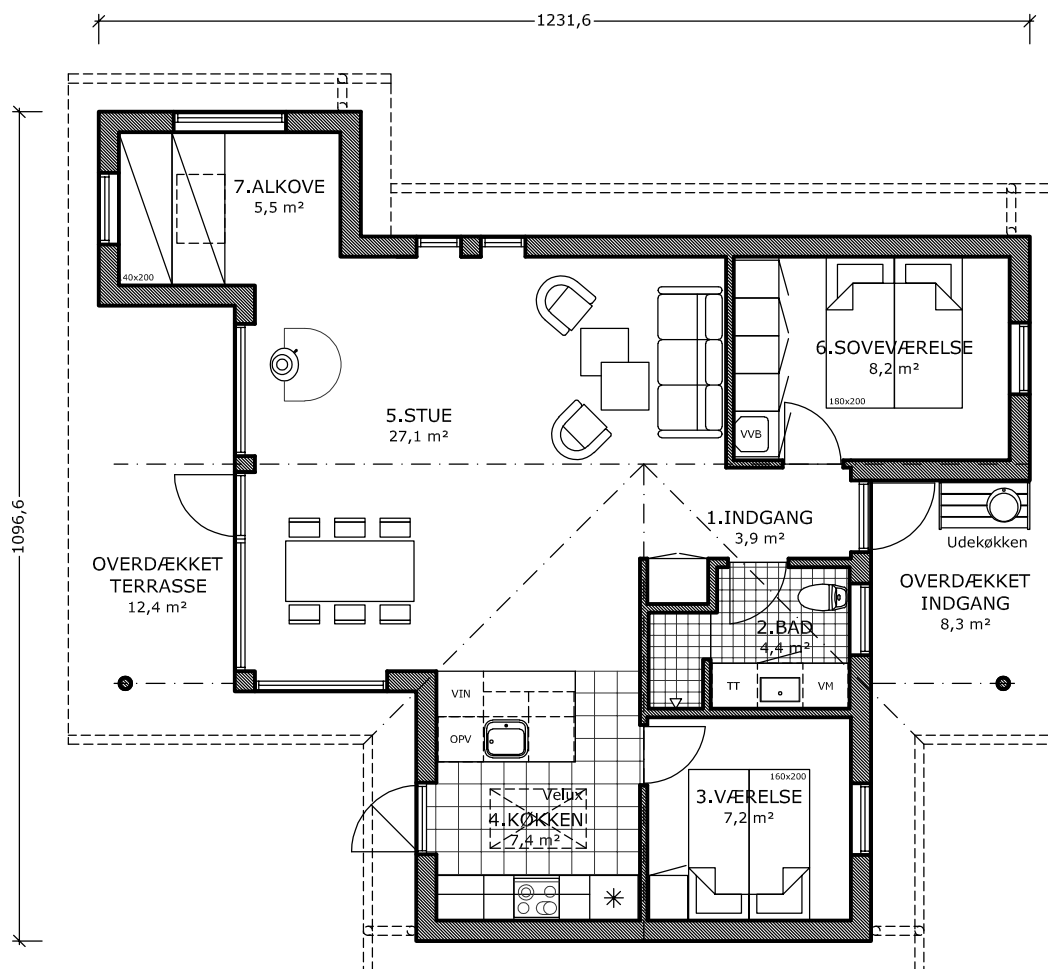 1231,6
1096,6
7.ALKOVE
5,5 m²
40x200
6.SOVEVÆRELSE
8,2 m²
180x200
VVB
5.STUE
27,1 m²
1.INDGANG
3,9 m²
Udekøkken
OVERDÆKKET
TERRASSE
12,4 m²
OVERDÆKKET
INDGANG
8,3 m²
2.BAD
4,4 m²
TT
VM
VIN
OPV
Velux
4.KØKKEN
7,4 m²
160x200
3.VÆRELSE
7,2 m²